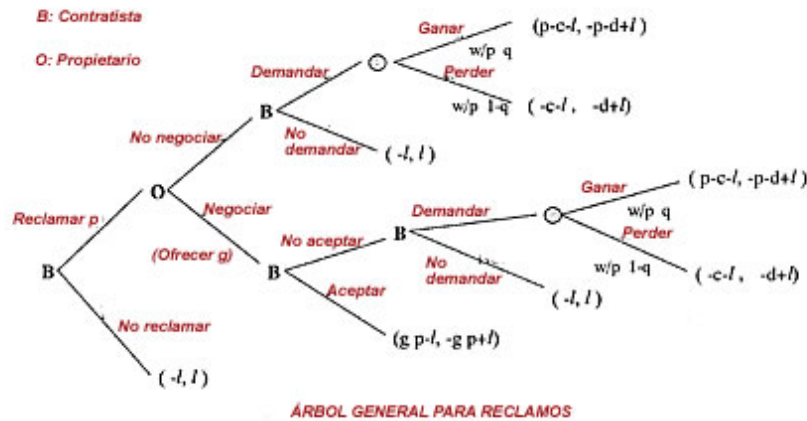 B: Contratista
O: Propietario
Ganar
(p-c-l, -p-d+l)
w/p q
Demandar
Perder
w/p 1-q
( -c-l , -d+l)
B
No negociar
No
demandar
( -l, l )
O
Reclamar p
Negociar
(Ofrecer g)
B
B
No aceptar
B
Demandar
Ganar
(p-c-l, -p-d+l)
w/p q
Perder
w/p 1-q
( -c-l , -d+l)
No
demandar
( -l, l )
Aceptar
(g p-l, -g p+l)
No reclamar
( -l, l )
ÁRBOL GENERAL PARA RECLAMOS